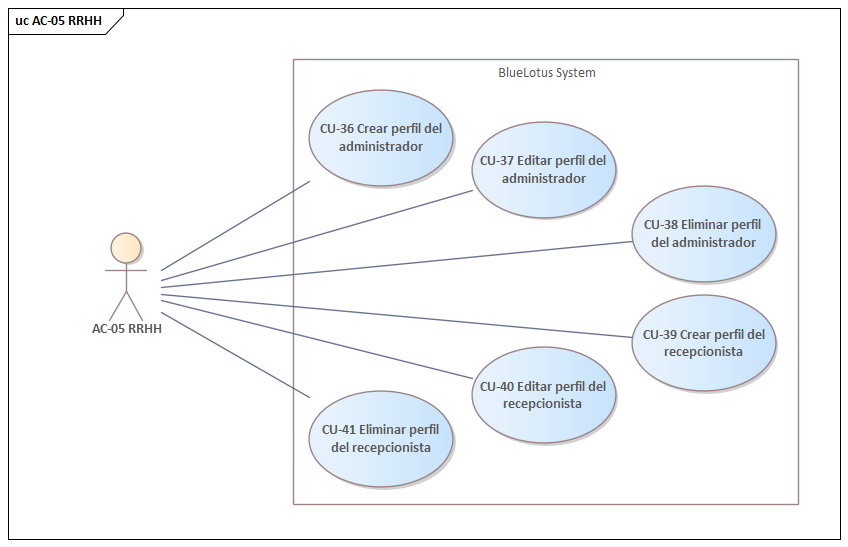 uc AC-05 RRHH
BlueLotus System
CU-36 Crear perfil del
administrador
CU-37 Editar perfil del
administrador
CU-38 Eliminar perfil
del administrador
AC-05 RRHH
CU-39 Crear perfil del
recepcionista
CU-40 Editar perfil del
recepcionista
CU-41 Eliminar perfil
del recepcionista